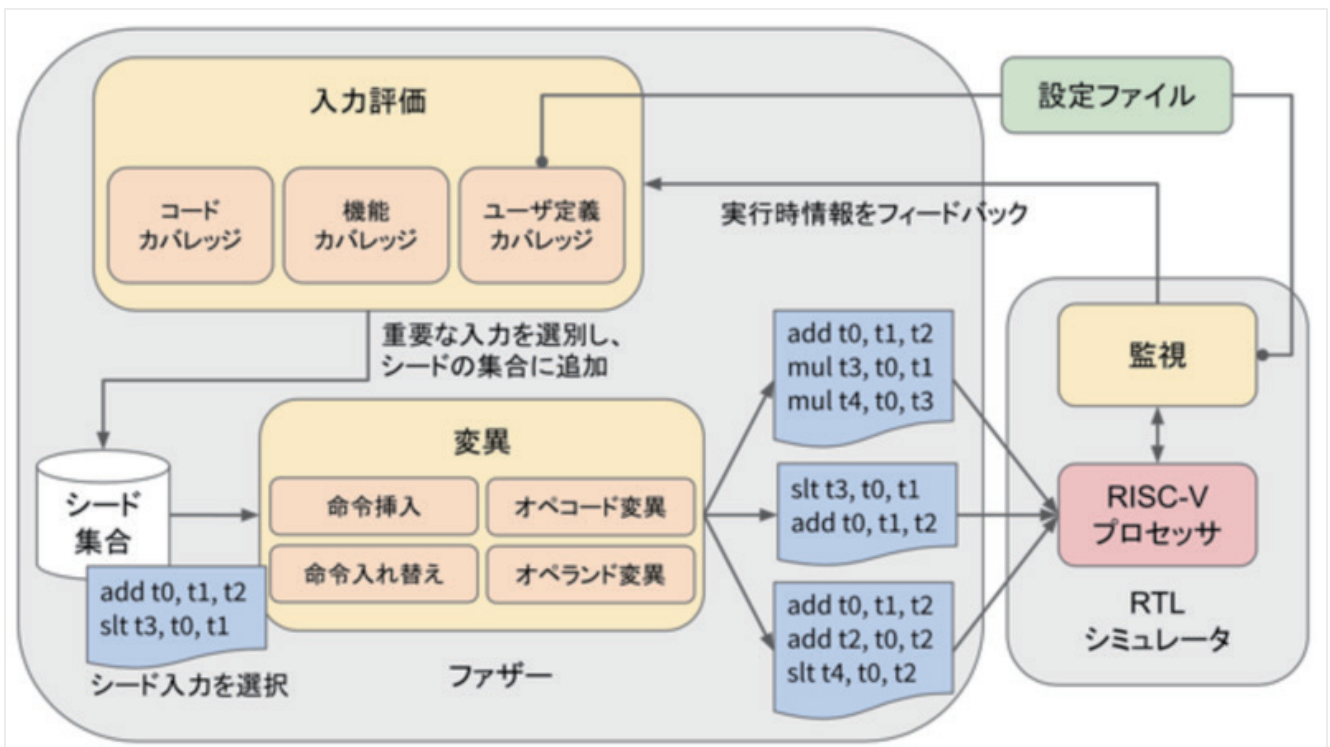 入力評価
コード
カバレッジ
機能
カバレッジ
ユーザ定義
カバレッジ
設定ファイル
実行時情報をフィードバック
重要な入力を選別し、
シードの集合に追加
シード
集合
add t0, t1, t2
slt t3, t0, t1
シード入力を選択
変異
命令挿入
オペコード変異
命令入れ替え
オペランド変異
ファザー
add t0, t1, t2
mul t3, t0, t1
mul t4, t0, t3
slt t3, t0, t1
add t0, t1, t2
add t0, t1, t2
add t2, t0, t2
slt t4, t0, t2
監視
RISC-V
プロセッサ
RTL
シミュレータ